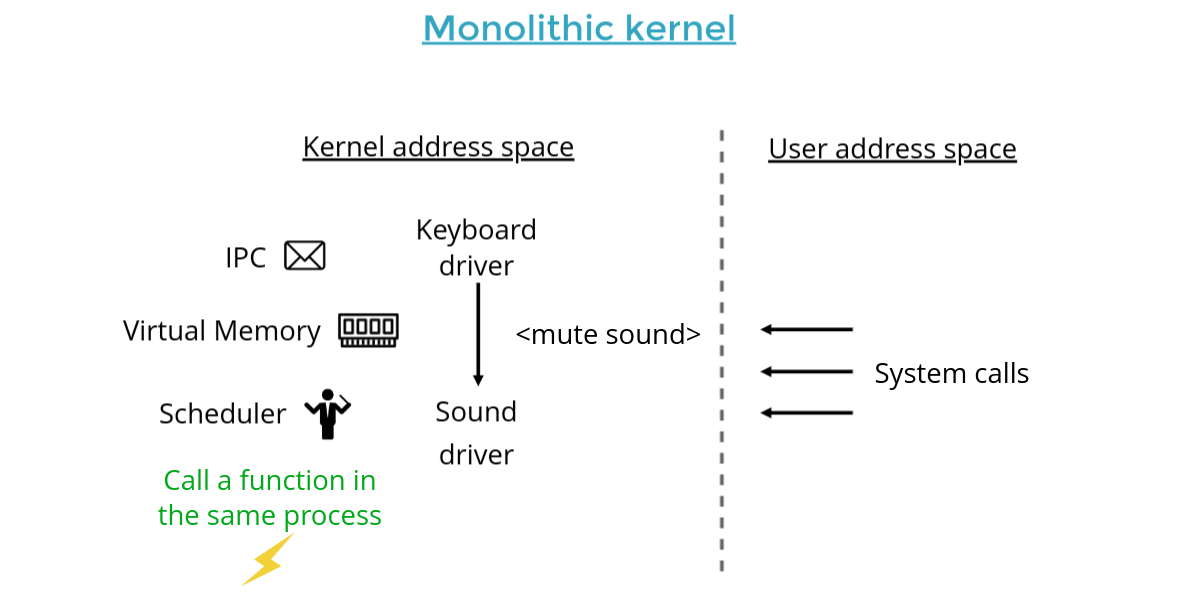 Monolithic kernel
Kernel address space
User address space
Keyboard
driver
IPC
Virtual Memory
<mute sound>
System calls
Scheduler
Sound
driver
Call a function in
the same process